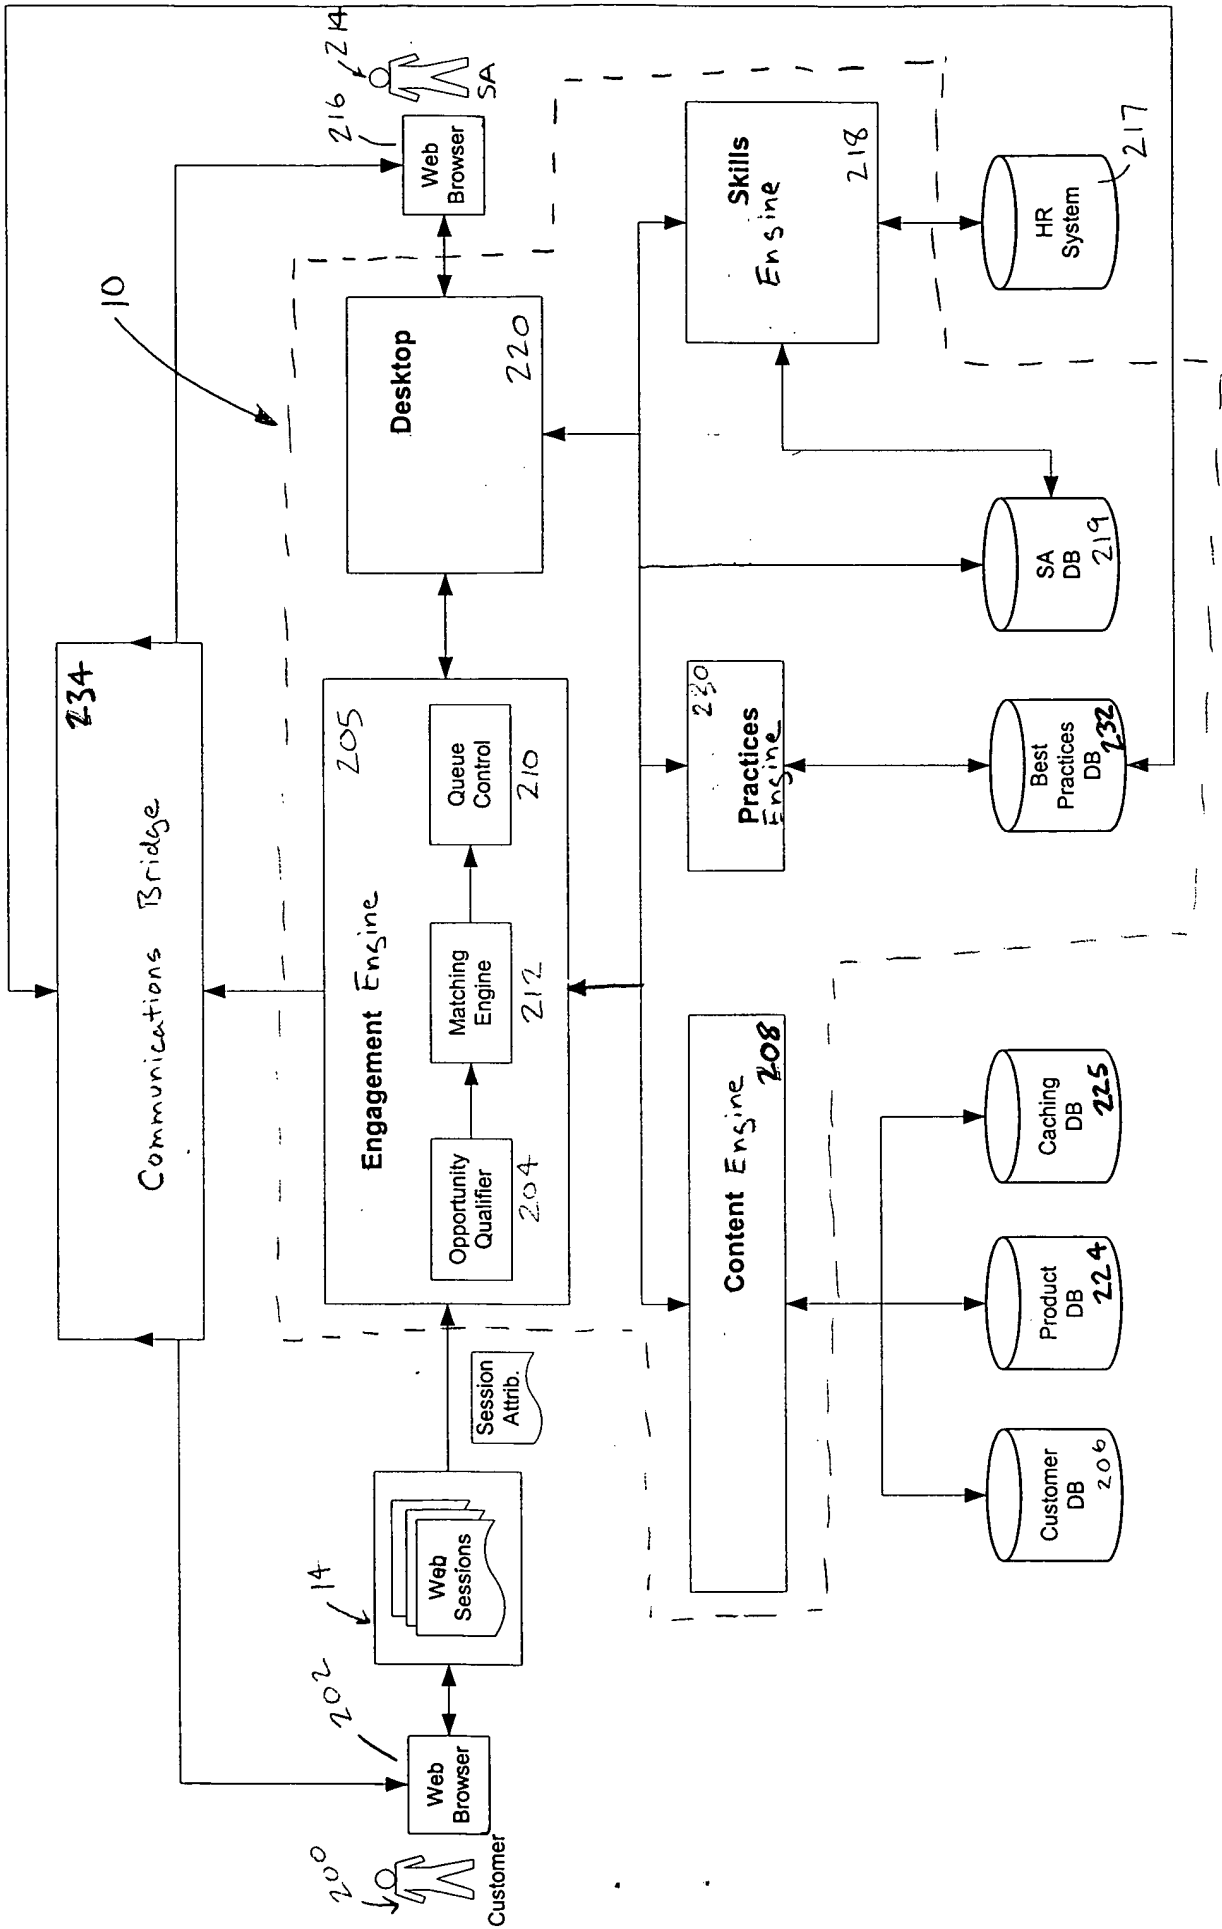 234
Communications Bridge
10
200
Customer
202
Web
Browser
14
Web
Sessions
Session
Attrib.
Engagement Engine
205
Opportunity
Qualifier
204
Matching
Engine
212
Queue
Control
210
Desktop
220
216
Web
Browser
214
SA
Content Engine
208
230
Practices
Engine
Skills
Engine
218
Customer
DB
206
Product
DB
224
Caching
DB
225
Best
Practices
DB
232
SA
DB
219
HR
System
217